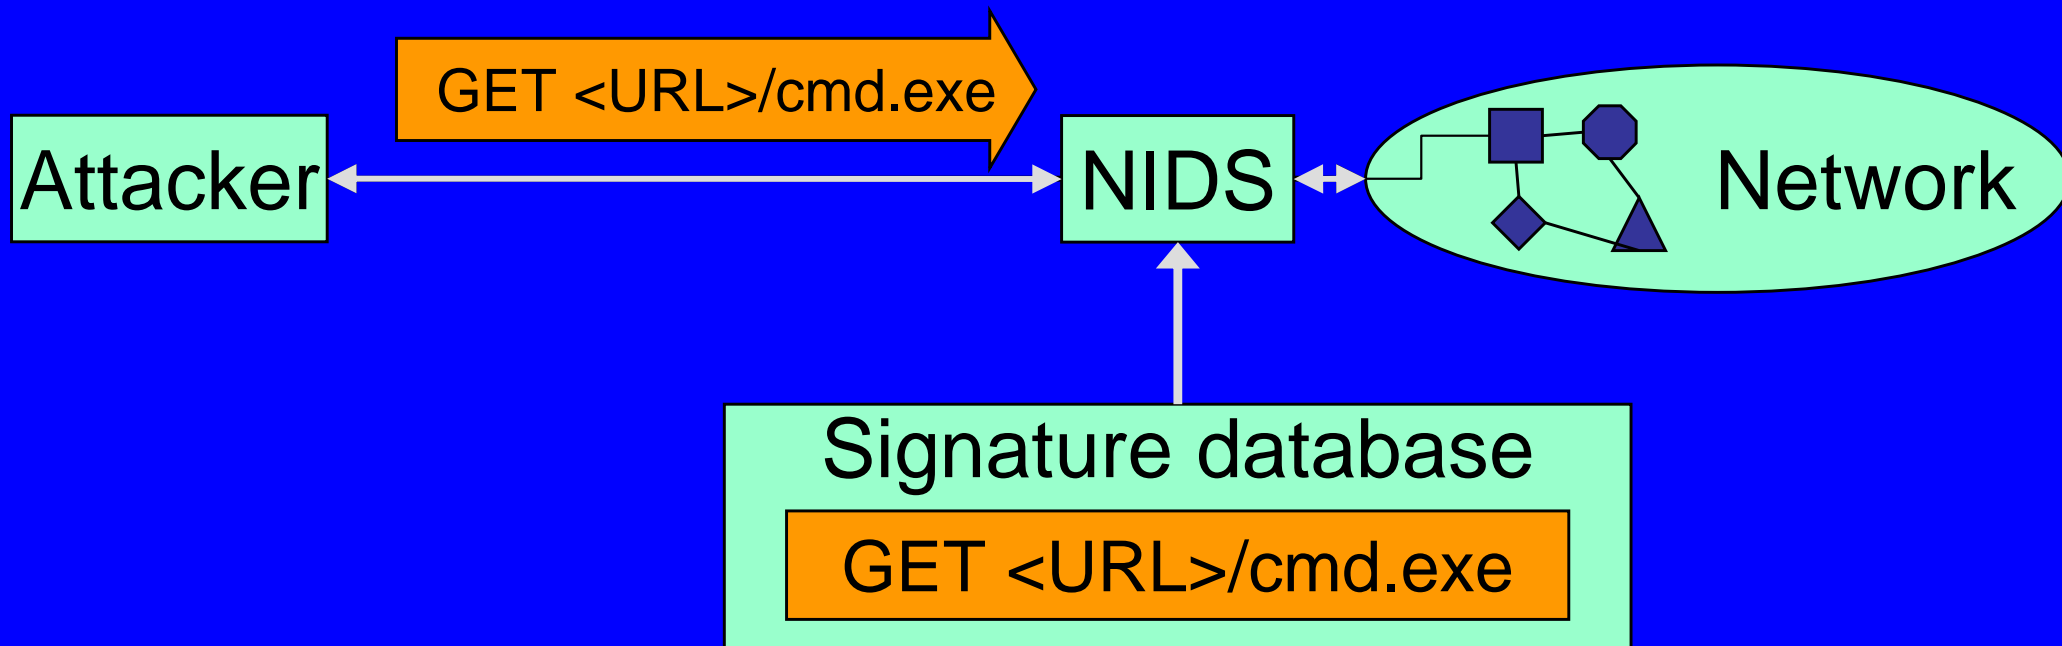 GET <URL>/cmd.exe
Attacker
NIDS
Network
Signature database
GET <URL>/cmd.exe